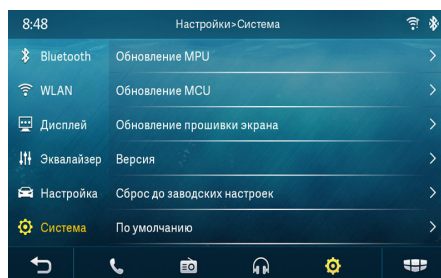 8:48
Настройки>Система
Bluetooth
Обновление MPU
WLAN
Обновление MCU
Дисплей
Обновление прошивки экрана
Эквалайзер
Версия
Настройка
Сброс до заводских настроек
Система
По умолчанию